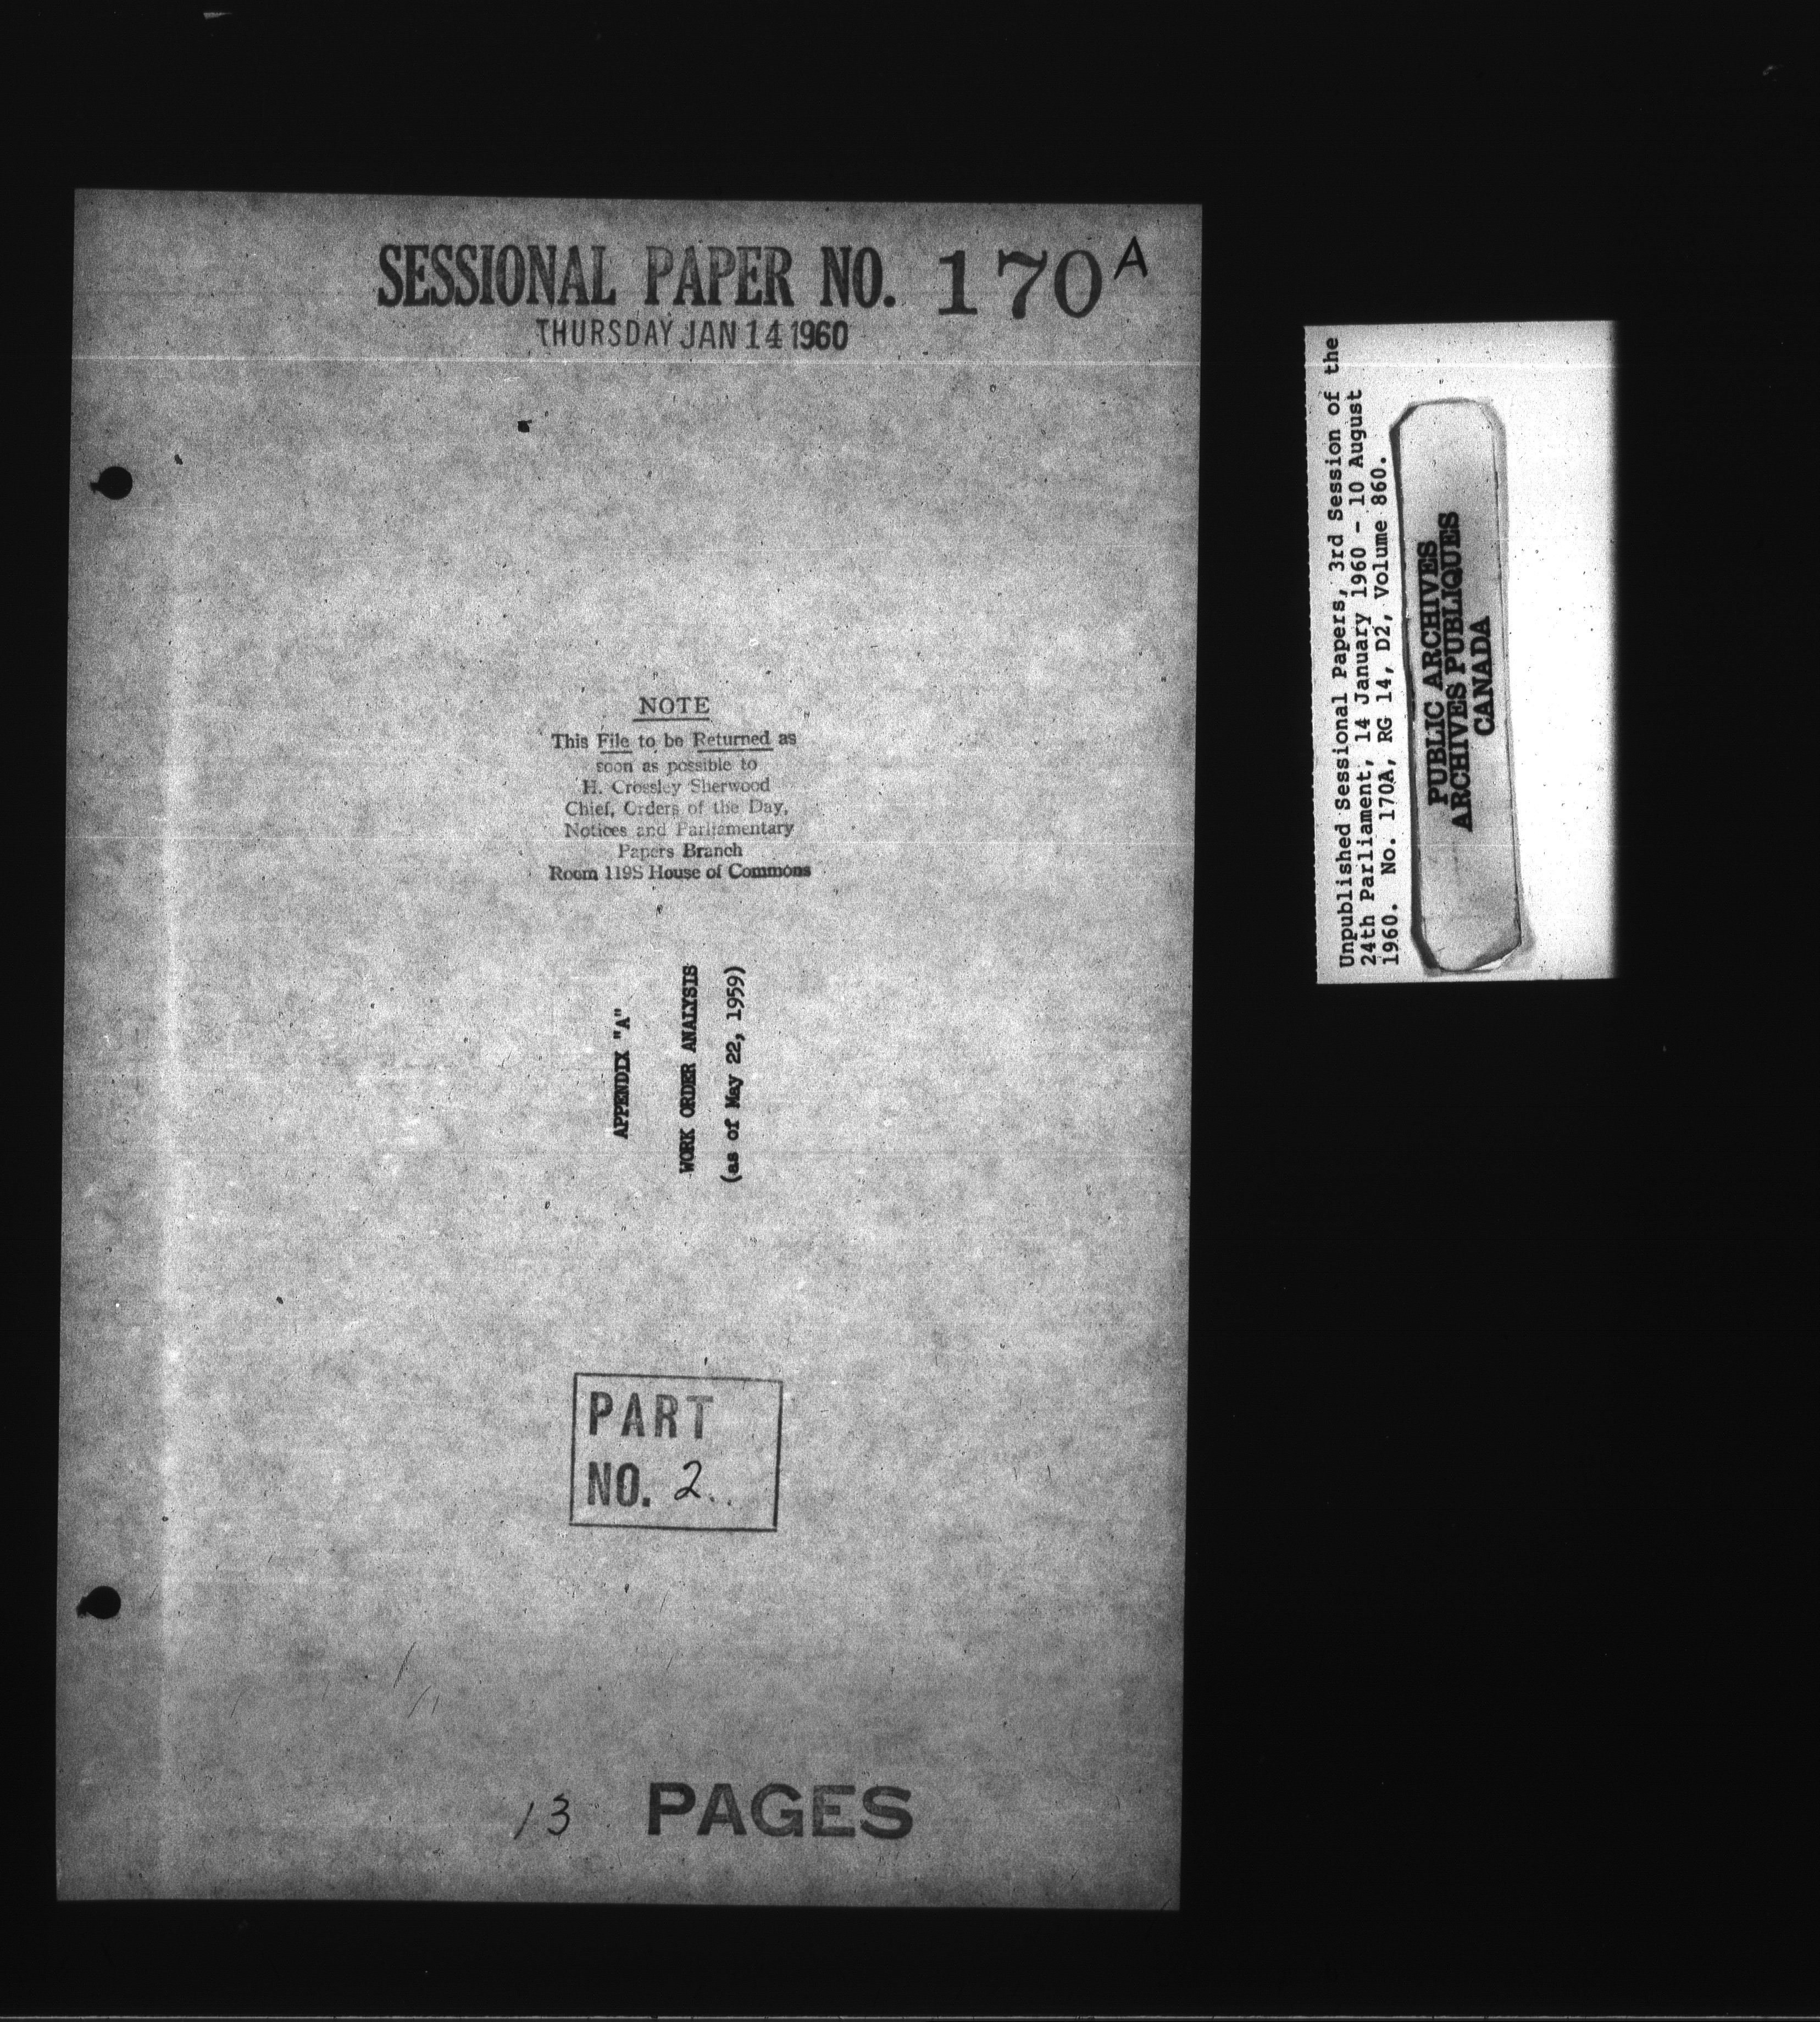 SESSIONAL PAPER NO. 170A
THURSDAY JAN 14 1960
NOTE
This File to be Returned as
soon as possible to
H. Crossley Sherwood
Chief, Orders of the Day,
Notices and Parliamentary
Papers Branch
Room 119S House of Commons
APPENDIX "A"
WORK ORDER ANALYSIS
(as of May 22, 1959)
PART
NO. 2
13 PAGES
Unpublished Sessional Papers, 3rd Session of the
24th Parliament, 14 January 1960 - 10 August
1960. No. 170A, RG 14, D2, Volume 860.
PUBLIC ARCHIVES
ARCHIVES PUBLIQUES
CANADA